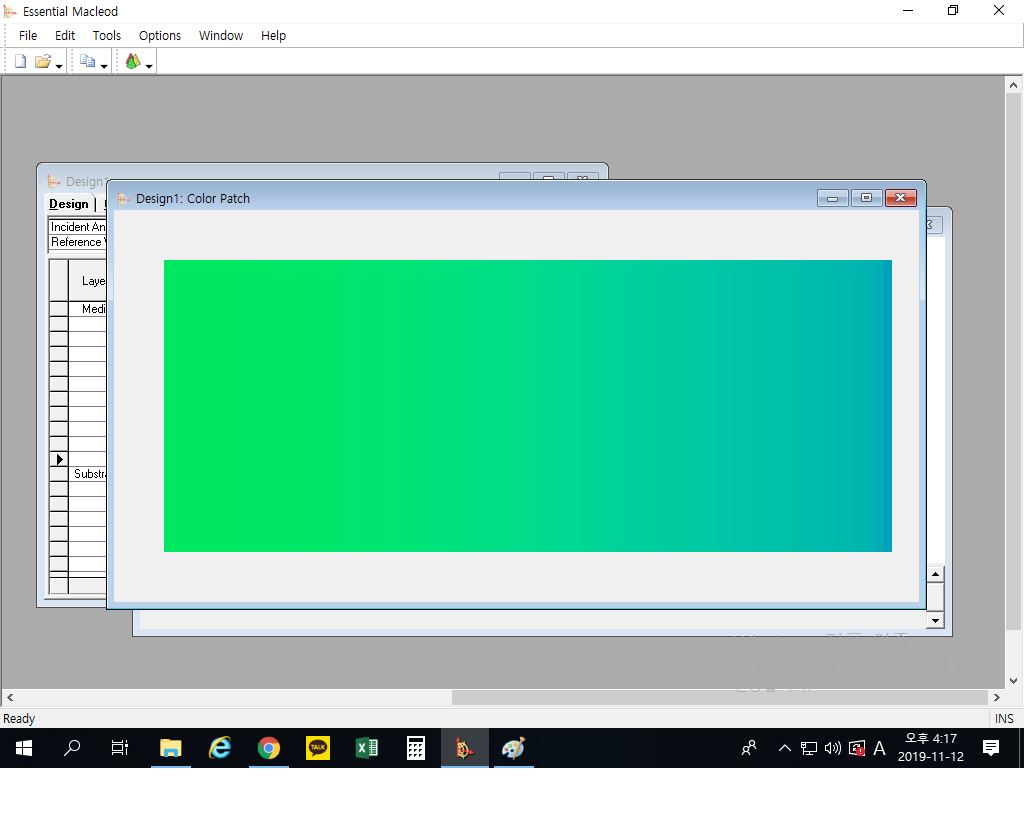 Essential Macleod
File Edit Tools Options Window Help
Design1
Design1: Color Patch
Design
Incident An
Reference
Laye
Medi
Substra
Ready
INS
TALK
A
오후 4:17
2019-11-12